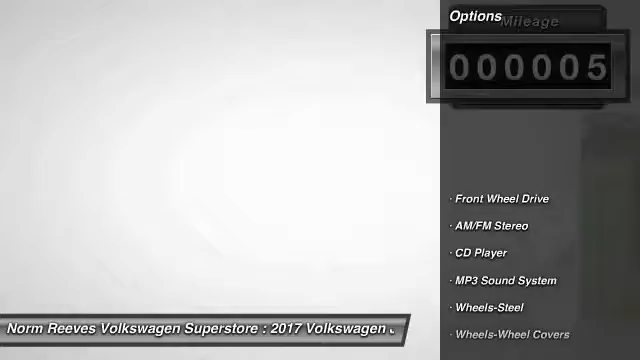 Options
Mileage
000005
· Front Wheel Drive
· AM/FM Stereo
· CD Player
· MP3 Sound System
· Wheels-Steel
· Wheels-Wheel Covers
Norm Reeves Volkswagen Superstore : 2017 Volkswagen